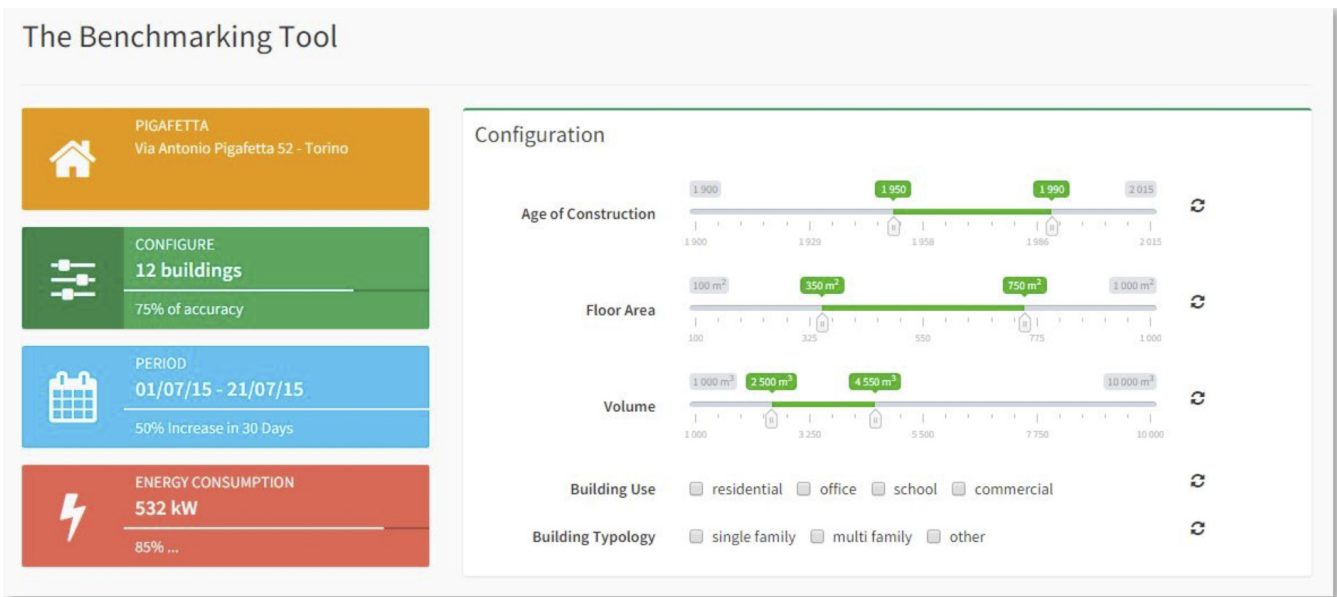 The Benchmarking Tool
PIGAFETTA
Via Antonio Pigafetta 52 - Torino
CONFIGURE
12 buildings
75% of accuracy
PERIOD
01/07/15 - 21/07/15
50% Increase in 30 Days
ENERGY CONSUMPTION
532 kW
85% ...
Configuration
Age of Construction
1 900 1 950 1 990 2 015
1 900 1 929 1 958 1 986 2 015
Floor Area
100 m² 350 m² 750 m² 1 000 m²
100 325 550 775 1 000
Volume
1 000 m³ 2 500 m³ 4 550 m³ 10 000 m³
1 000 3 250 5 500 7 750 10 000
Building Use
residential office school commercial
Building Typology
single family multi family other